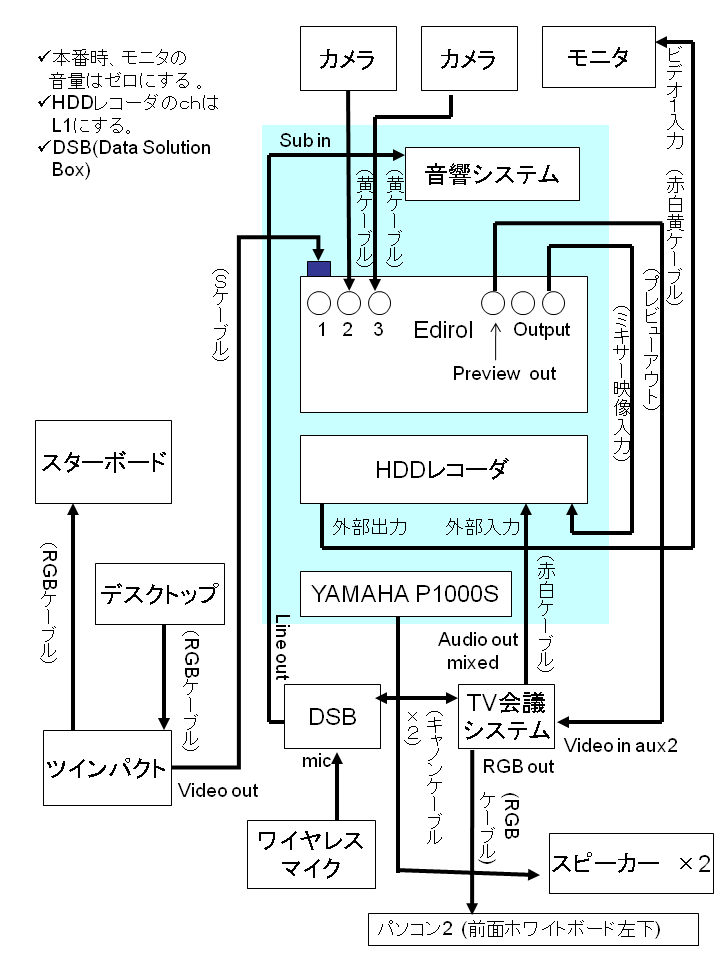 ✓本番時、モニタの
音量はゼロにする 。
✓HDDレコーダのchは
L1にする。
✓DSB(Data Solution
Box)
カメラ
カメラ
モニタ
ビデオ1入力 (赤白黄ケーブル)
Sub in
音響システム
(黄ケーブル)
(黄ケーブル)
(Sケーブル)
1 2 3
Edirol
Output
Preview out
(ミキサー映像入力)
(プレビューアウト)
スターボード
HDDレコーダ
外部出力
外部入力
(RGBケーブル)
デスクトップ
YAMAHA P1000S
(赤白ケーブル)
(RGBケーブル)
Line out
Audio out
mixed
DSB
TV会議
システム
(キャノンケーブル
×2)
ツインパクト
Video out
mic
Video in aux2
RGB out
(RGB
ケーブル)
ワイヤレス
マイク
スピーカー ×2
パソコン2 (前面ホワイトボード左下)